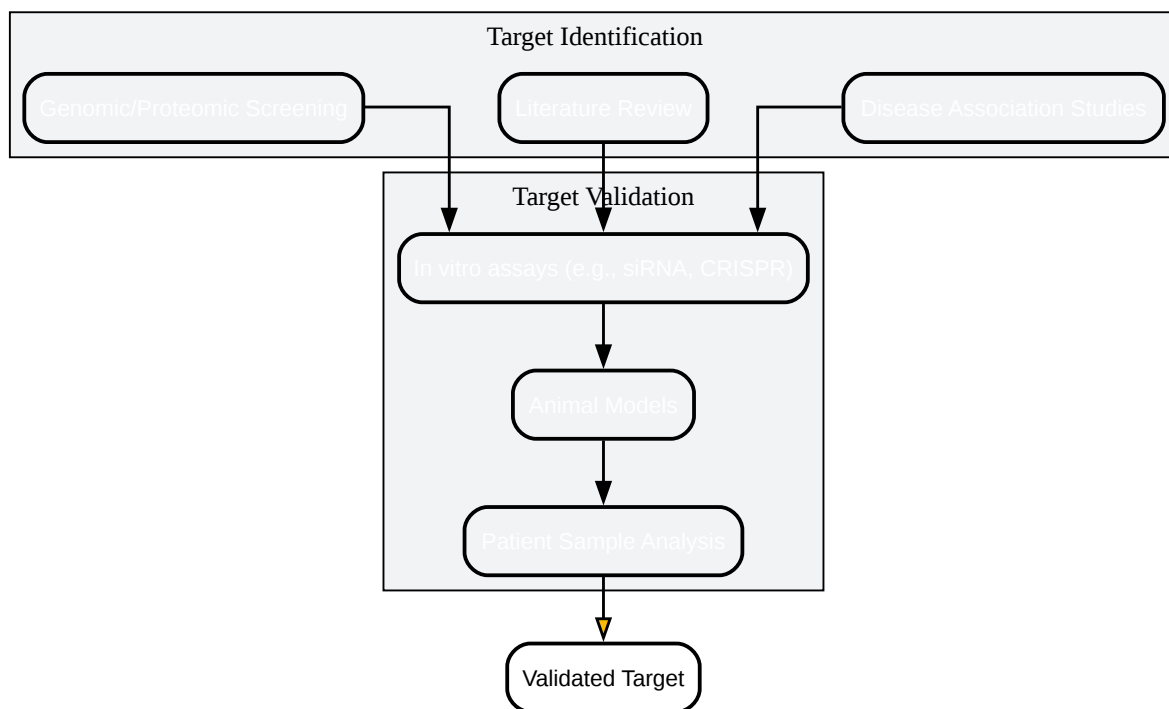 Target Identification
Genomic/Proteomic Screening
Literature Review
Disease Association Studies
Target Validation
In vitro assays (e.g., siRNA, CRISPR)
Animal Models
Patient Sample Analysis
Validated Target